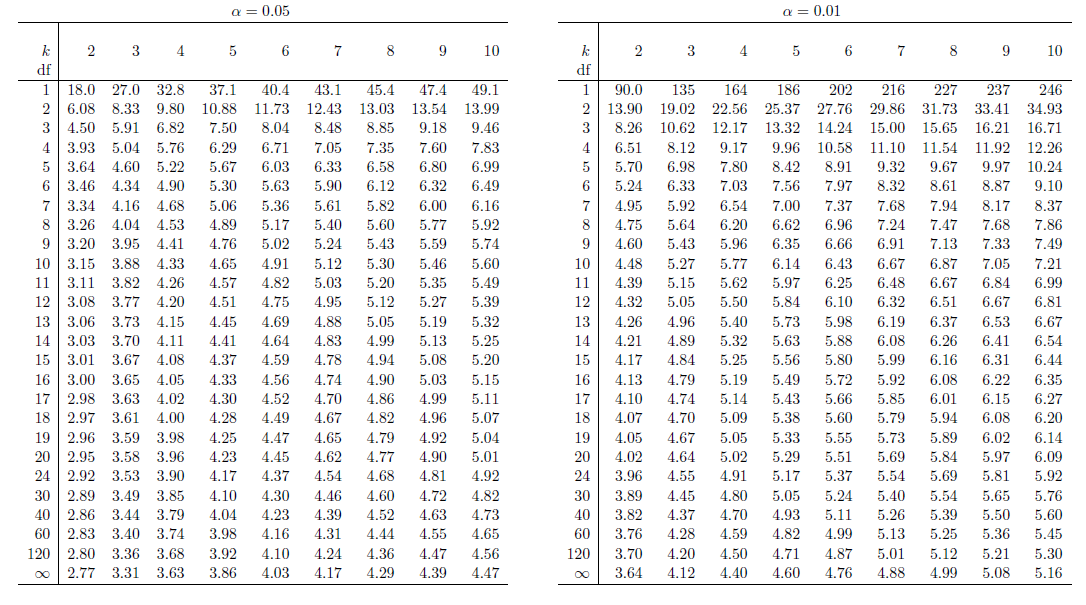 α = 0.05
k 2 3 4 5 6 7 8 9 10
df
1 18.0 27.0 32.8 37.1 40.4 43.1 45.4 47.4 49.1
2 6.08 8.33 9.80 10.88 11.73 12.43 13.03 13.54 13.99
3 4.50 5.91 6.82 7.50 8.04 8.48 8.85 9.18 9.46
4 3.93 5.04 5.76 6.29 6.71 7.05 7.35 7.60 7.83
5 3.64 4.60 5.22 5.67 6.03 6.33 6.58 6.80 6.99
6 3.46 4.34 4.90 5.30 5.63 5.90 6.12 6.32 6.49
7 3.34 4.16 4.68 5.06 5.36 5.61 5.82 6.00 6.16
8 3.26 4.04 4.53 4.89 5.17 5.40 5.60 5.77 5.92
9 3.20 3.95 4.41 4.76 5.02 5.24 5.43 5.59 5.74
10 3.15 3.88 4.33 4.65 4.91 5.12 5.30 5.46 5.60
11 3.11 3.82 4.26 4.57 4.82 5.03 5.20 5.35 5.49
12 3.08 3.77 4.20 4.51 4.75 4.95 5.12 5.27 5.39
13 3.06 3.73 4.15 4.45 4.69 4.88 5.05 5.19 5.32
14 3.03 3.70 4.11 4.41 4.64 4.83 4.99 5.13 5.25
15 3.01 3.67 4.08 4.37 4.59 4.78 4.94 5.08 5.20
16 3.00 3.65 4.05 4.33 4.56 4.74 4.90 5.03 5.15
17 2.98 3.63 4.02 4.30 4.52 4.70 4.86 4.99 5.11
18 2.97 3.61 4.00 4.28 4.49 4.67 4.82 4.96 5.07
19 2.96 3.59 3.98 4.25 4.47 4.65 4.79 4.92 5.04
20 2.95 3.58 3.96 4.23 4.45 4.62 4.77 4.90 5.01
24 2.92 3.53 3.90 4.17 4.37 4.54 4.68 4.81 4.92
30 2.89 3.49 3.85 4.10 4.30 4.46 4.60 4.72 4.82
40 2.86 3.44 3.79 4.04 4.23 4.39 4.52 4.63 4.73
60 2.83 3.40 3.74 3.98 4.16 4.31 4.44 4.55 4.65
120 2.80 3.36 3.68 3.92 4.10 4.24 4.36 4.47 4.56
∞ 2.77 3.31 3.63 3.86 4.03 4.17 4.29 4.39 4.47
α = 0.01
k 2 3 4 5 6 7 8 9 10
df
1 90.0 135 164 186 202 216 227 237 246
2 13.90 19.02 22.56 25.37 27.76 29.86 31.73 33.41 34.93
3 8.26 10.62 12.17 13.32 14.24 15.00 15.65 16.21 16.71
4 6.51 8.12 9.17 9.96 10.58 11.10 11.54 11.92 12.26
5 5.70 6.98 7.80 8.42 8.91 9.32 9.67 9.97 10.24
6 5.24 6.33 7.03 7.56 7.97 8.32 8.61 8.87 9.10
7 4.95 5.92 6.54 7.00 7.37 7.68 7.94 8.17 8.37
8 4.75 5.64 6.20 6.62 6.96 7.24 7.47 7.68 7.86
9 4.60 5.43 5.96 6.35 6.66 6.91 7.13 7.33 7.49
10 4.48 5.27 5.77 6.14 6.43 6.67 6.87 7.05 7.21
11 4.39 5.15 5.62 5.97 6.25 6.48 6.67 6.84 6.99
12 4.32 5.05 5.50 5.84 6.10 6.32 6.51 6.67 6.81
13 4.26 4.96 5.40 5.73 5.98 6.19 6.37 6.53 6.67
14 4.21 4.89 5.32 5.63 5.88 6.08 6.26 6.41 6.54
15 4.17 4.84 5.25 5.56 5.80 5.99 6.16 6.31 6.44
16 4.13 4.79 5.19 5.49 5.72 5.92 6.08 6.22 6.35
17 4.10 4.74 5.14 5.43 5.66 5.85 6.01 6.15 6.27
18 4.07 4.70 5.09 5.38 5.60 5.79 5.94 6.08 6.20
19 4.05 4.67 5.05 5.33 5.55 5.73 5.89 6.02 6.14
20 4.02 4.64 5.02 5.29 5.51 5.69 5.84 5.97 6.09
24 3.96 4.55 4.91 5.17 5.37 5.54 5.69 5.81 5.92
30 3.89 4.45 4.80 5.05 5.24 5.40 5.54 5.65 5.76
40 3.82 4.37 4.70 4.93 5.11 5.26 5.39 5.50 5.60
60 3.76 4.28 4.59 4.82 4.99 5.13 5.25 5.36 5.45
120 3.70 4.20 4.50 4.71 4.87 5.01 5.12 5.21 5.30
∞ 3.64 4.12 4.40 4.60 4.76 4.88 4.99 5.08 5.16